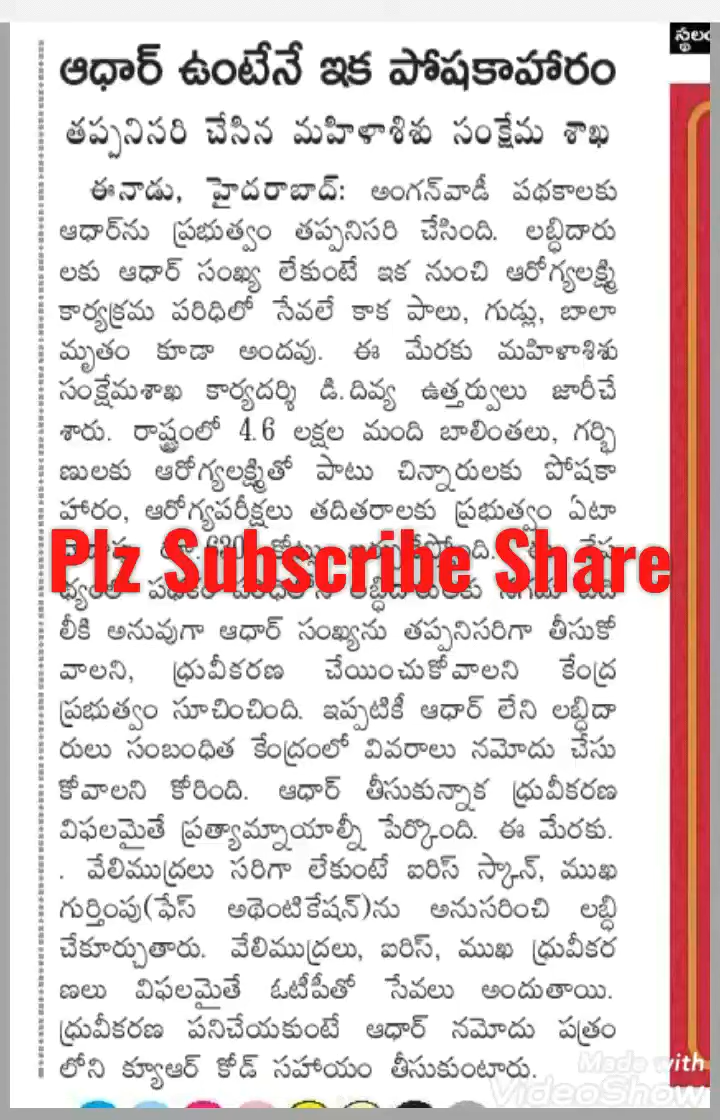 స్థలం
ఆధార్ ఉంటేనే ఇక పోషకాహారం
తప్పనిసరి చేసిన మహిళాశిశు సంక్షేమ శాఖ
ఈనాడు, హైదరాబాద్: అంగన్‌వాడీ పథకాలకు
ఆధార్‌ను ప్రభుత్వం తప్పనిసరి చేసింది. లబ్ధిదారు
లకు ఆధార్ సంఖ్య లేకుంటే ఇక నుంచి ఆరోగ్యలక్ష్మి
కార్యక్రమ పరిధిలో సేవలే కాక పాలు, గుడ్లు, బాలా
మృతం కూడా అందవు. ఈ మేరకు మహిళాశిశు
సంక్షేమశాఖ కార్యదర్శి డి.దివ్య ఉత్తర్వులు జారీచే
శారు. రాష్ట్రంలో 4.6 లక్షల మంది బాలింతలు, గర్భి
ణులకు ఆరోగ్యలక్ష్మితో పాటు చిన్నారులకు పోషకా
హారం, ఆరోగ్యపరీక్షలు తదితరాలకు ప్రభుత్వం ఏటా
Plz Subscribe Share
లీకి అనువుగా ఆధార్ సంఖ్యను తప్పనిసరిగా తీసుకో
వాలని, ధ్రువీకరణ చేయించుకోవాలని కేంద్ర
ప్రభుత్వం సూచించింది. ఇప్పటికీ ఆధార్ లేని లబ్ధిదా
రులు సంబంధిత కేంద్రంలో వివరాలు నమోదు చేసు
కోవాలని కోరింది. ఆధార్ తీసుకున్నాక ధ్రువీకరణ
విఫలమైతే ప్రత్యామ్నాయాల్నీ పేర్కొంది. ఈ మేరకు.
. వేలిముద్రలు సరిగా లేకుంటే ఐరిస్ స్కాన్, ముఖ
గుర్తింపు(ఫేస్ అథెంటికేషన్)ను అనుసరించి లబ్ధి
చేకూర్చుతారు. వేలిముద్రలు, ఐరిస్, ముఖ ధ్రువీకర
ణలు విఫలమైతే ఓటీపీతో సేవలు అందుతాయి.
ధ్రువీకరణ పనిచేయకుంటే ఆధార్ నమోదు పత్రం
లోని క్యూఆర్ కోడ్ సహాయం తీసుకుంటారు.
Made with
VideoShow